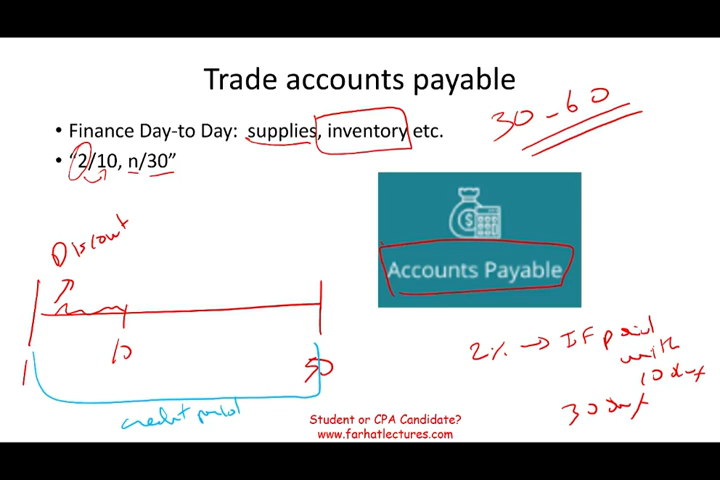 Trade accounts payable
30-60
• Finance Day-to Day: supplies, inventory etc.
• "2/10, n/30"
Discount
Accounts Payable
1
10
30
credit period
2% → IF paid
with
10 days
30 days
Student or CPA Candidate?
www.farhatlectures.com